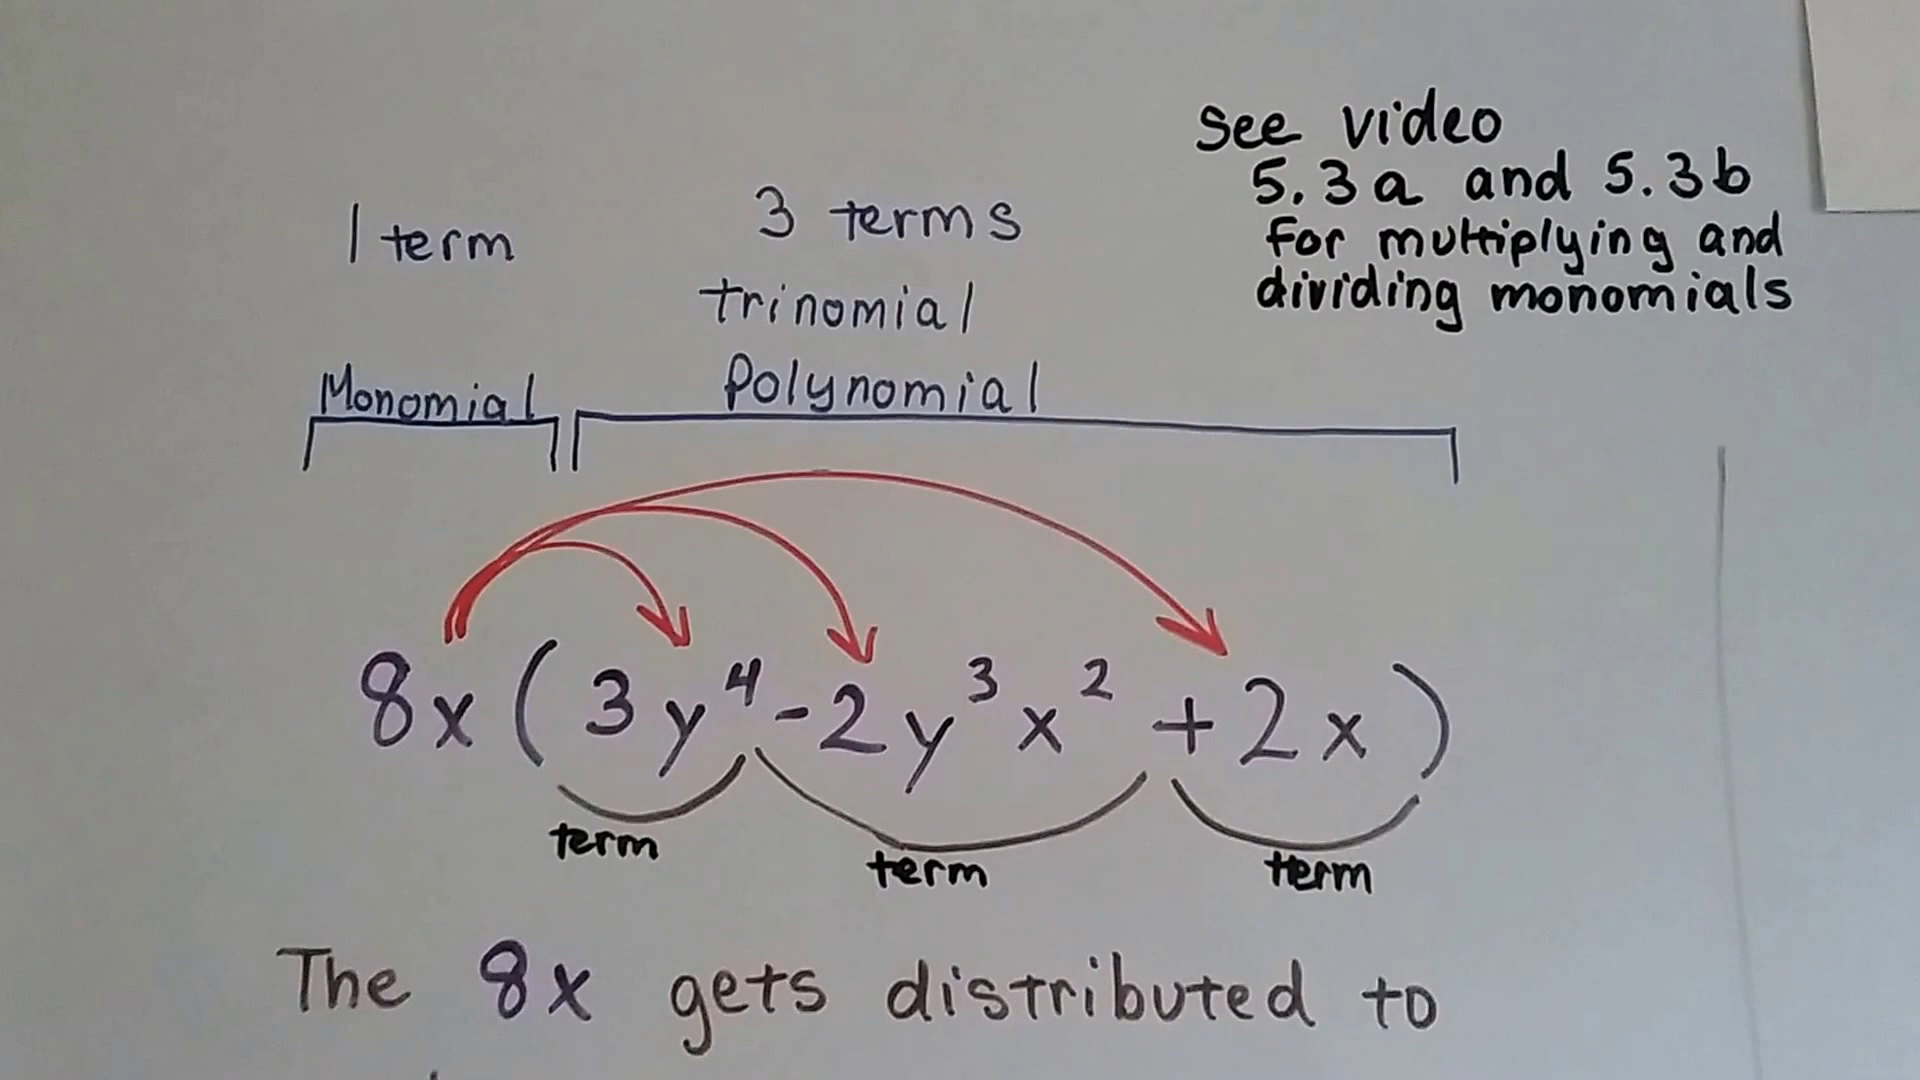 See video
5.3a and 5.3b
for multiplying and
dividing monomials
1 term
3 terms
trinomial
Monomial
Polynomial
8x(3y⁴-2y³x²+2x)
term
term
term
The 8x gets distributed to